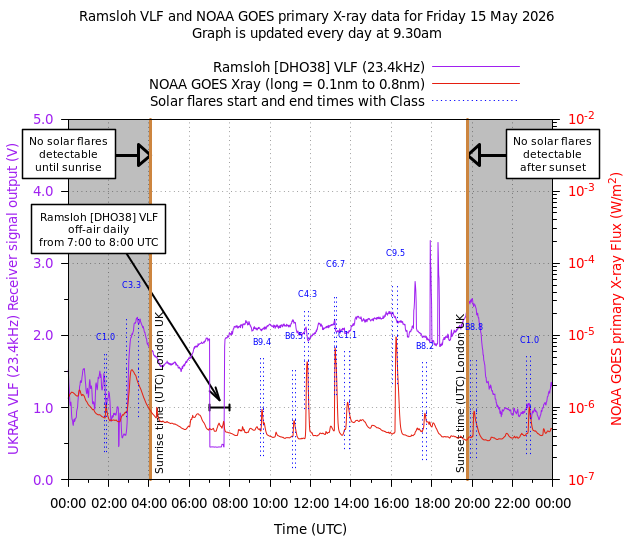 Ramsloh VLF and NOAA GOES primary X-ray data for Friday 15 May 2026
Graph is updated every day at 9.30am
Ramsloh [DHO38] VLF (23.4kHz)
NOAA GOES Xray (long = 0.1nm to 0.8nm)
Solar flares start and end times with Class
5.0
4.0
3.0
2.0
1.0
0.0
UKRAA VLF (23.4kHz) Receiver signal output (V)
No solar flares
detectable
until sunrise
No solar flares
detectable
after sunset
Ramsloh [DHO38] VLF
off-air daily
from 7:00 to 8:00 UTC
C1.0
C3.3
B9.4
B6.5
C4.3
C6.7
C1.1
C9.5
B8.2
B8.8
C1.0
Sunrise time (UTC) London UK
Sunset time (UTC) London UK
10-2
10-3
10-4
10-5
10-6
10-7
NOAA GOES primary X-ray Flux (W/m2)
00:00 02:00 04:00 06:00 08:00 10:00 12:00 14:00 16:00 18:00 20:00 22:00 00:00
Time (UTC)